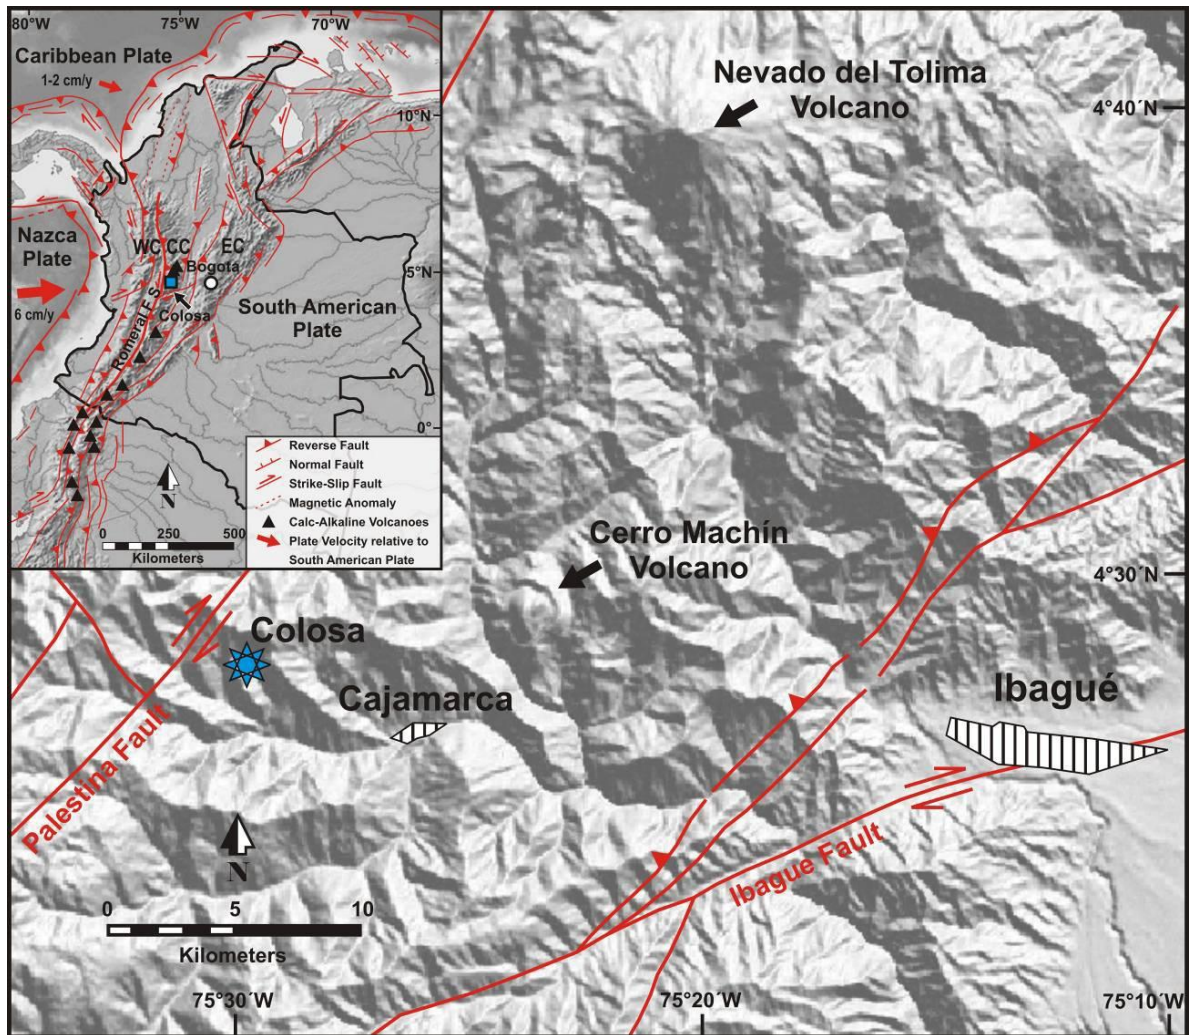 80°W
75°W
70°W
Caribbean Plate
1-2 cm/y
10°N
Nazca
Plate
6 cm/y
WC
CC
EC
Bogotá
5°N
Colosa
Romeral F.S.
South American
Plate
0°
Reverse Fault
Normal Fault
Strike-Slip Fault
Magnetic Anomaly
Calc-Alkaline Volcanoes
Plate Velocity relative to
South American Plate
N
0 250 500
Kilometers
Nevado del Tolima
Volcano
4°40´N
Cerro Machín
Volcano
4°30´N
Colosa
Cajamarca
Ibagué
Palestina Fault
Ibague Fault
N
0 5 10
Kilometers
75°30´W
75°20´W
75°10´W